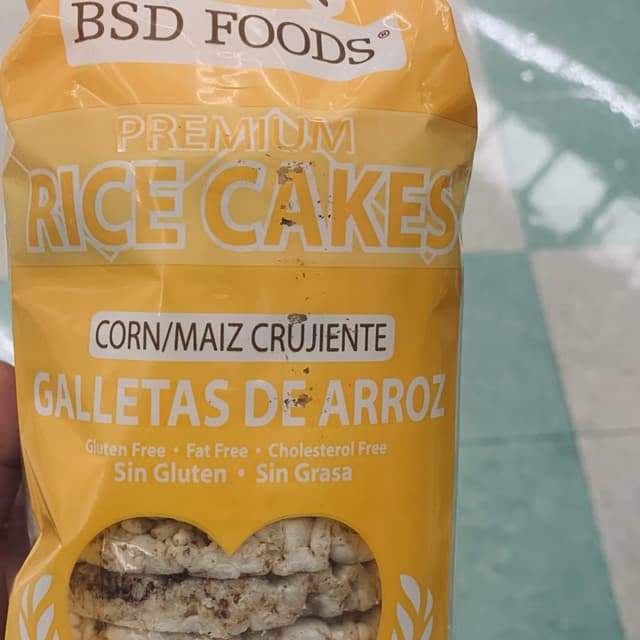 BSD FOODS®
PREMIUM
RICE CAKES
CORN/MAIZ CRUJIENTE
GALLETAS DE ARROZ
Gluten Free • Fat Free • Cholesterol Free
Sin Gluten • Sin Grasa